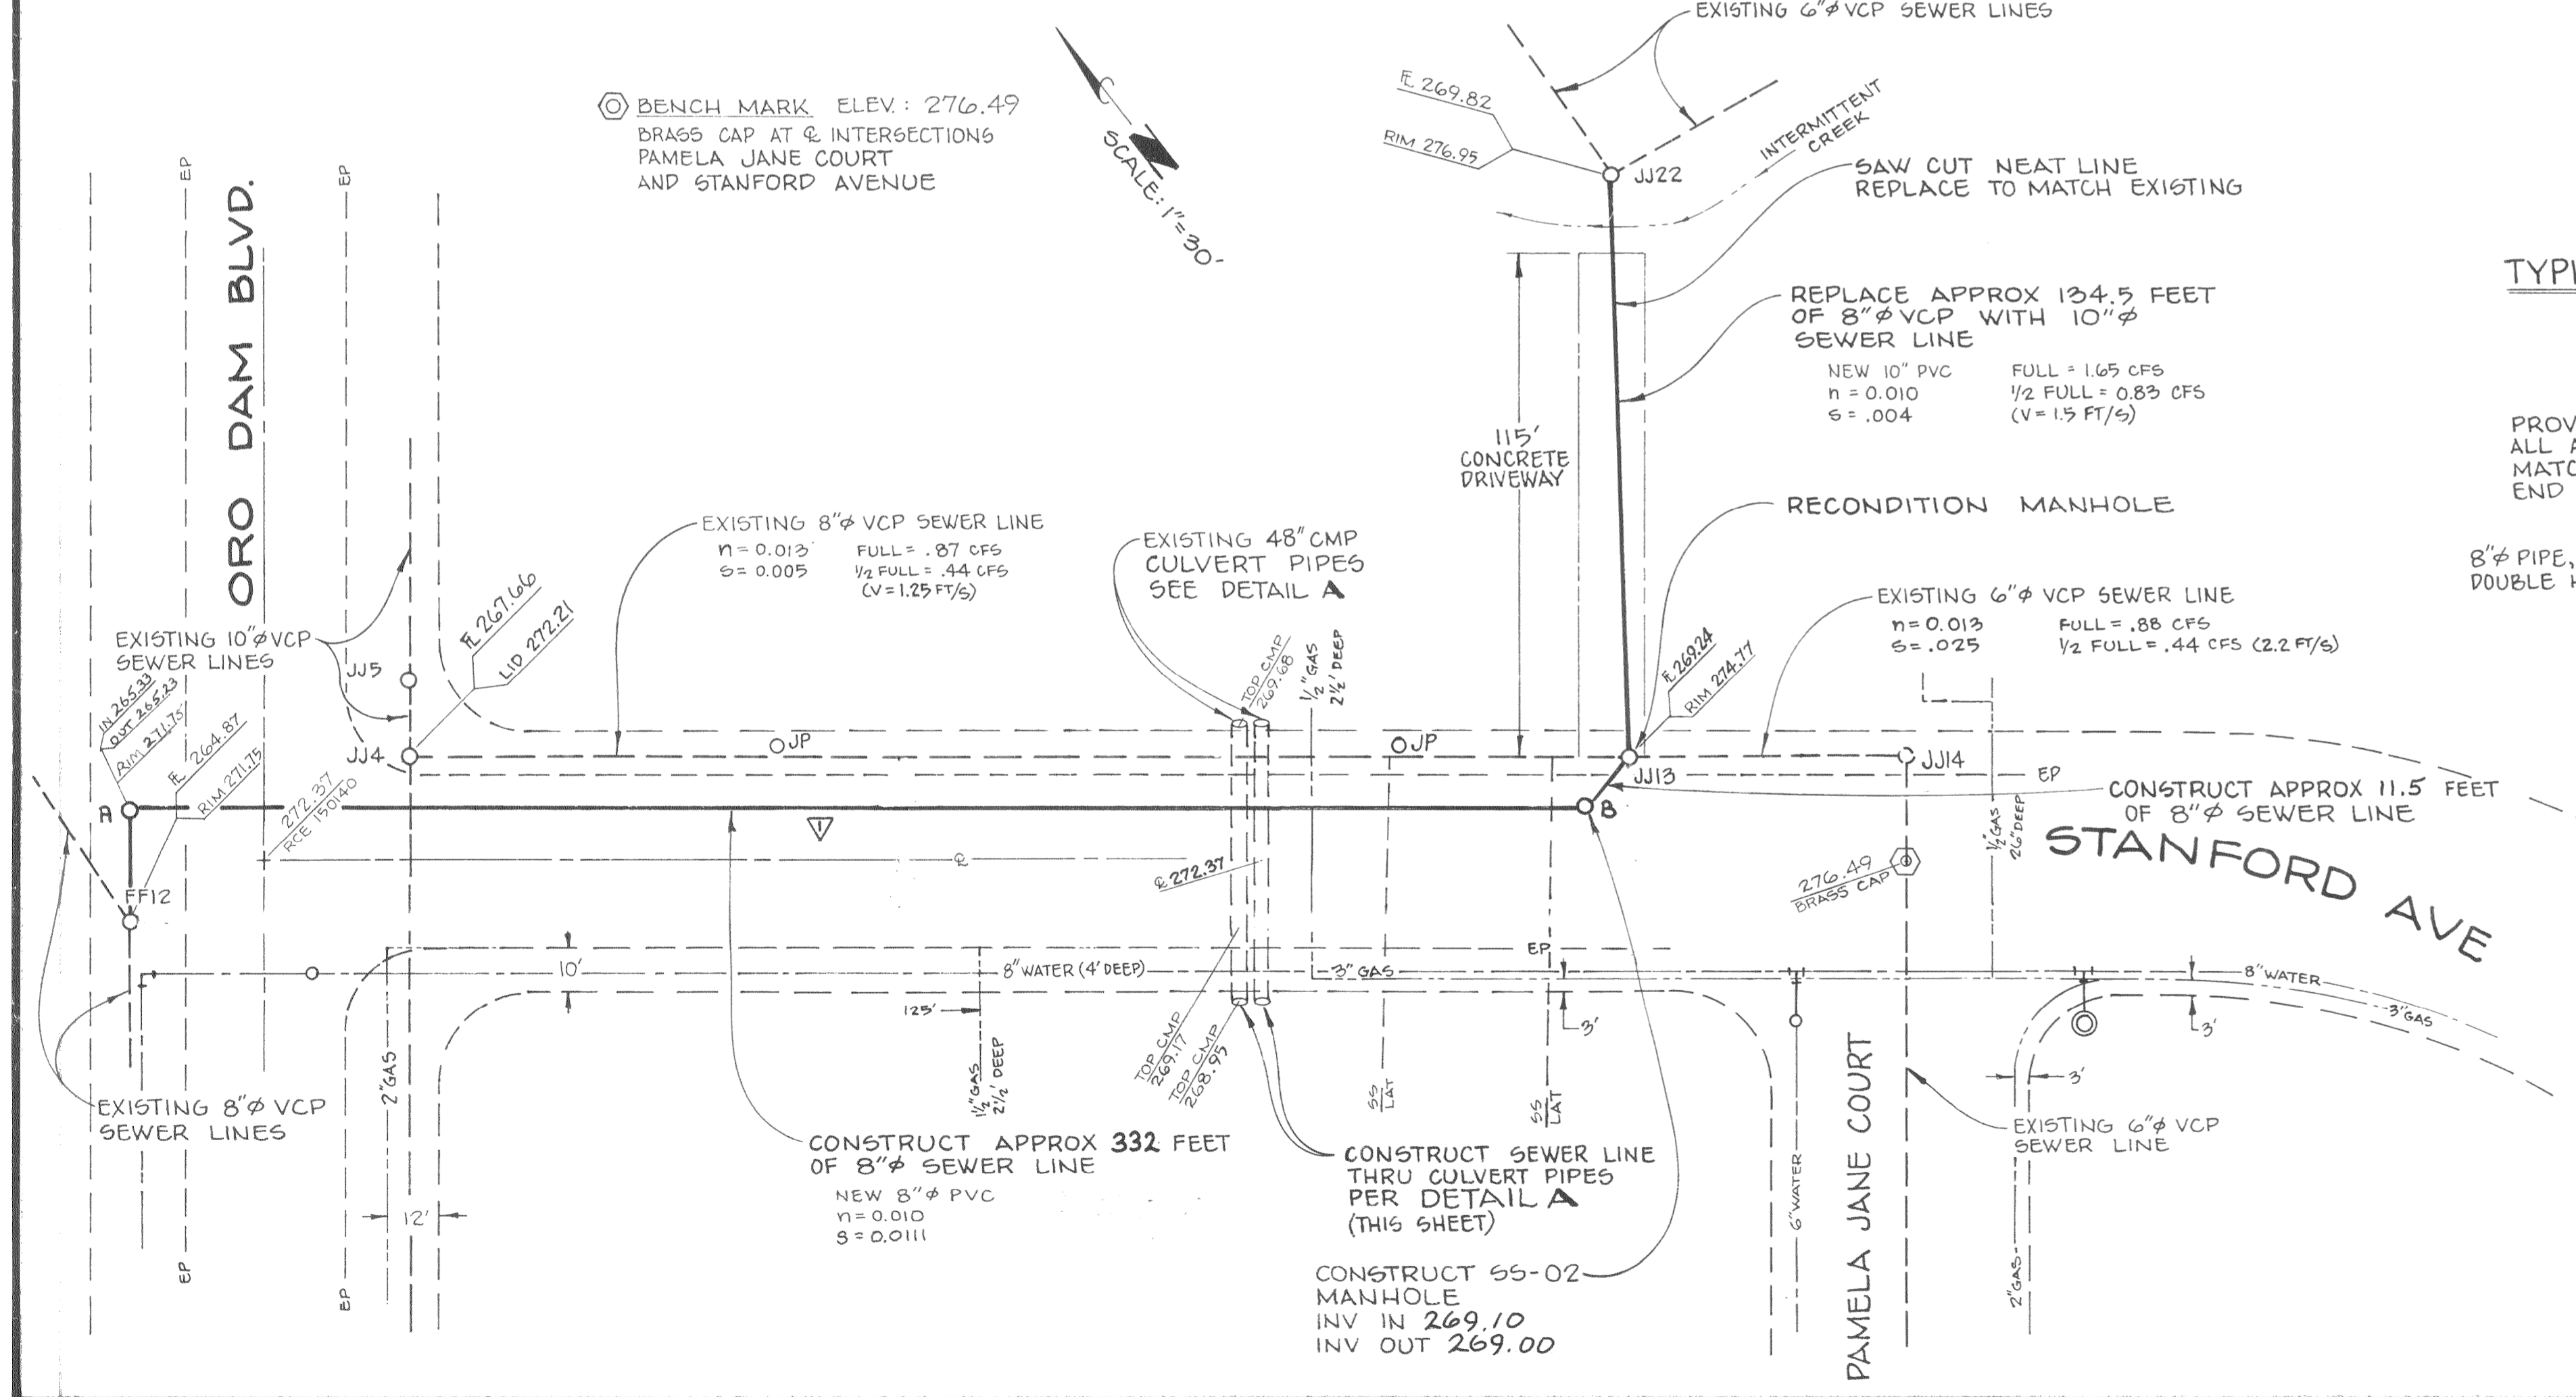 EXISTING 6"⌀ VCP SEWER LINES
⅊ 269.82
RIM 276.95
JJ22
INTERMITTENT
CREEK
BENCH MARK ELEV.: 276.49
BRASS CAP AT ℄ INTERSECTIONS
PAMELA JANE COURT
AND STANFORD AVENUE
SCALE: 1"=30'
N
SAW CUT NEAT LINE
REPLACE TO MATCH EXISTING
REPLACE APPROX 134.5 FEET
OF 8"⌀ VCP WITH 10"⌀
SEWER LINE
NEW 10" PVC FULL = 1.65 CFS
n = 0.010 1/2 FULL = 0.83 CFS
S = .004 (V = 1.5 FT/S)
TYPI
PROV
ALL A
MATC
END
8"⌀ PIPE,
DOUBLE H
115'
CONCRETE
DRIVEWAY
RECONDITION MANHOLE
EP
EP
ORO DAM BLVD.
EXISTING 8"⌀ VCP SEWER LINE
n = 0.013 FULL = .87 CFS
S = 0.005 1/2 FULL = .44 CFS
(V = 1.25 FT/S)
EXISTING 48" CMP
CULVERT PIPES
SEE DETAIL A
EXISTING 6"⌀ VCP SEWER LINE
n = 0.013 FULL = .88 CFS
S = .025 1/2 FULL = .44 CFS (2.2 FT/S)
EXISTING 10"⌀ VCP
SEWER LINES
JJ5
JJ4
FL 267.66
LID 272.21
TOP CMP
269.68
1/2" GAS
2½' DEEP
FL 269.24
RIM 274.77
JP
JP
JJ13
JJ14
EP
IN 265.33
OUT 265.23
RIM 271.75
FL 264.87
RIM 271.75
272.37
RCE 150140
A
B
FF12
1
℄
℄ 272.37
CONSTRUCT APPROX 11.5 FEET
OF 8"⌀ SEWER LINE
1/2" GAS
26" DEEP
STANFORD AVE
276.49
BRASS CAP
EP
10'
8" WATER (4' DEEP)
3" GAS
8" WATER
3" GAS
125'
3'
3'
3'
2" GAS
1½" GAS
2½' DEEP
TOP CMP
269.17
TOP CMP
268.95
SS
LAT
SS
LAT
EXISTING 8"⌀ VCP
SEWER LINES
CONSTRUCT APPROX 332 FEET
OF 8"⌀ SEWER LINE
NEW 8"⌀ PVC
n = 0.010
S = 0.0111
CONSTRUCT SEWER LINE
THRU CULVERT PIPES
PER DETAIL A
(THIS SHEET)
EXISTING 6"⌀ VCP
SEWER LINE
12'
EP
EP
6" WATER
PAMELA JANE COURT
2" GAS
CONSTRUCT SS-02
MANHOLE
INV IN 269.10
INV OUT 269.00